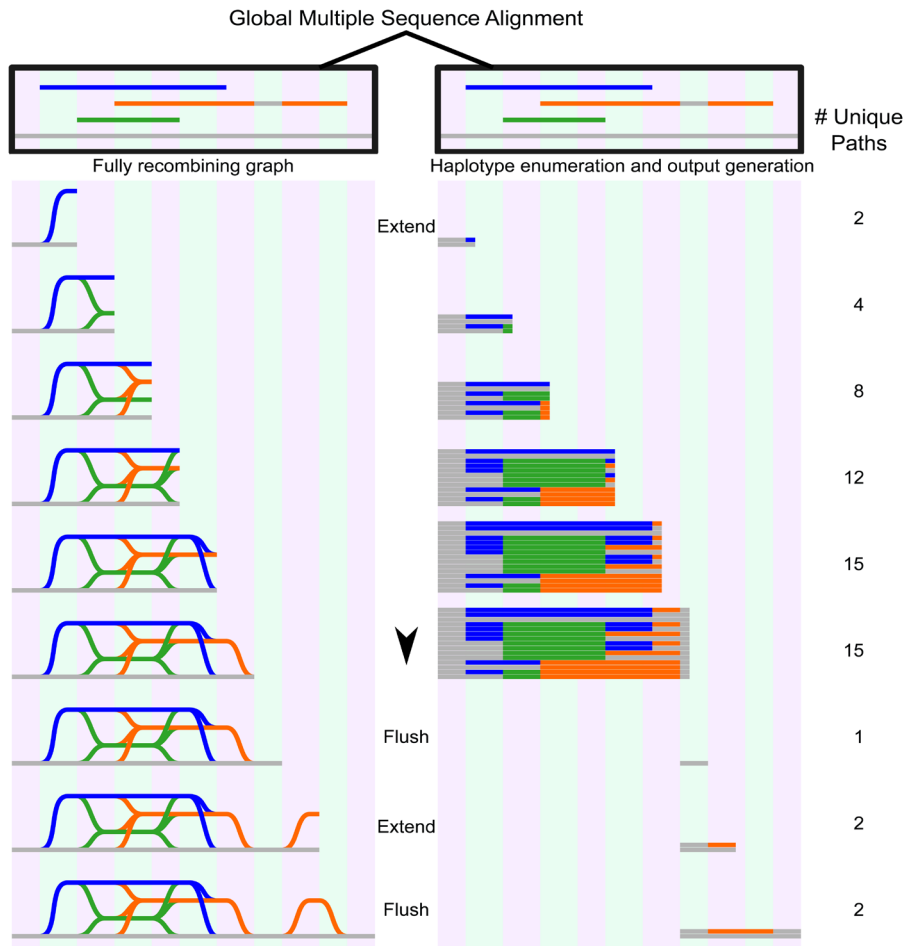 Global Multiple Sequence Alignment
# Unique
Paths
Fully recombining graph
Haplotype enumeration and output generation
Extend
2
4
8
12
15
15
Flush
1
Extend
2
Flush
2